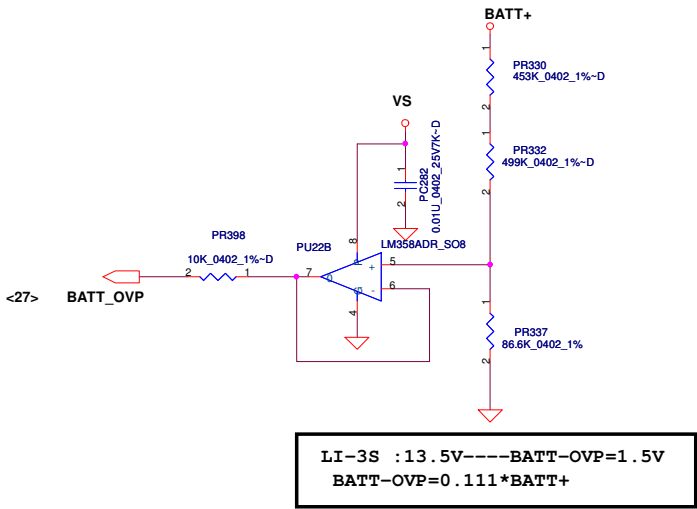 BATT+
1
PR330
453K_0402_1%~D
2
VS
1
PR332
499K_0402_1%~D
2
1
PC282
0.01U_0402_25V7K~D
2
PR398
10K_0402_1%~D
PU22B
8
LM358ADR_SO8
P
+
5
2
1
7
0
-
6
G
4
<27>
BATT_OVP
1
PR337
86.6K_0402_1%
2
LI-3S :13.5V----BATT-OVP=1.5V
BATT-OVP=0.111*BATT+